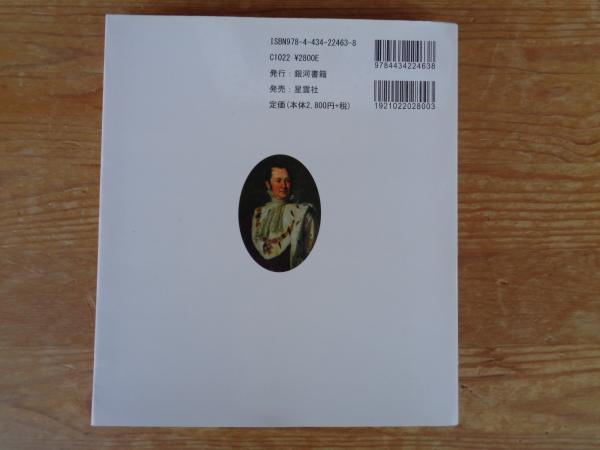 ISBN978-4-434-22463-8
C1022 ¥2800E
発行：銀河書籍
発売：星雲社
定価(本体2,800円+税)
9784434224638
1921022028003